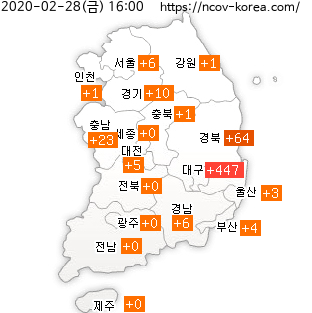 2020-02-28(금) 16:00 https://ncov-korea.com/
서울 +6
강원 +1
인천 +1
경기 +10
충북 +1
충남 +23
세종 +0
경북 +64
대전 +5
대구 +447
전북 +0
울산 +3
경남 +6
광주 +0
부산 +4
전남 +0
제주 +0